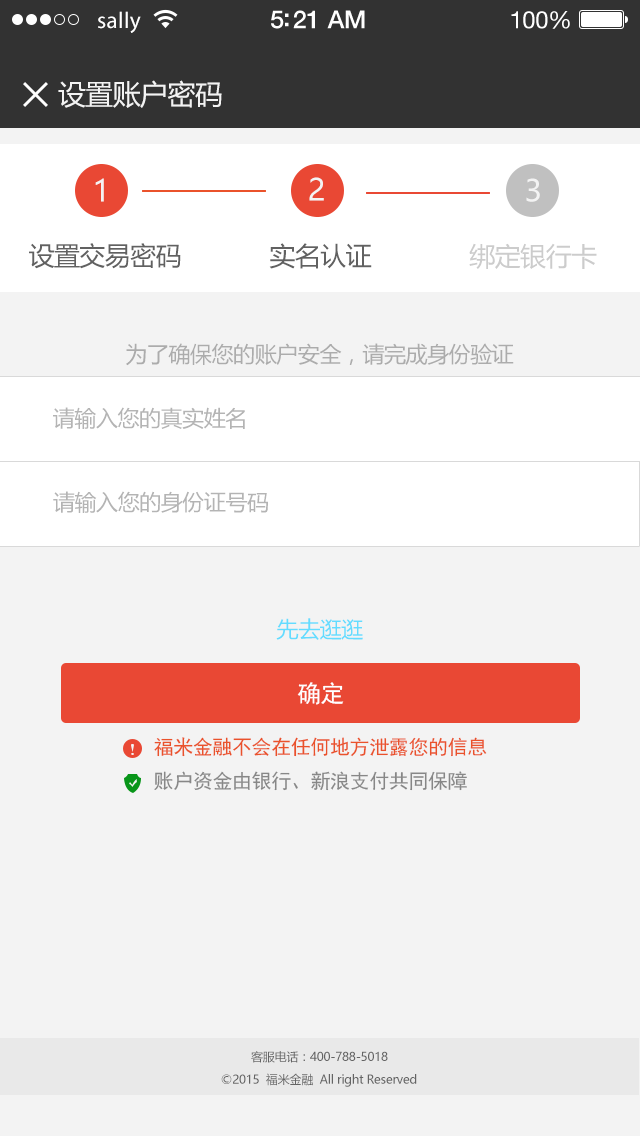 sally 5:21 AM 100%
设置账户密码
1 2 3
设置交易密码 实名认证 绑定银行卡
为了确保您的账户安全，请完成身份验证
请输入您的真实姓名
请输入您的身份证号码
先去逛逛
确定
福米金融不会在任何地方泄露您的信息
账户资金由银行、新浪支付共同保障
客服电话：400-788-5018
©2015 福米金融 All right Reserved